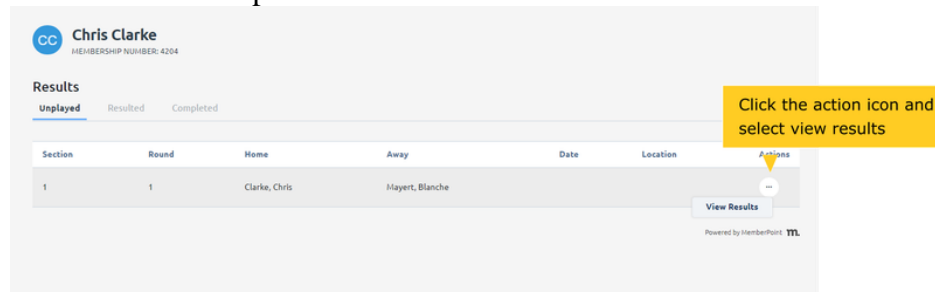 CC Chris Clarke
MEMBERSHIP NUMBER: 4204
Results
Unplayed Resulted Completed
Click the action icon and
select view results
Section Round Home Away Date Location Actions
1 1 Clarke, Chris Mayert, Blanche ...
View Results
Powered by MemberPoint m.